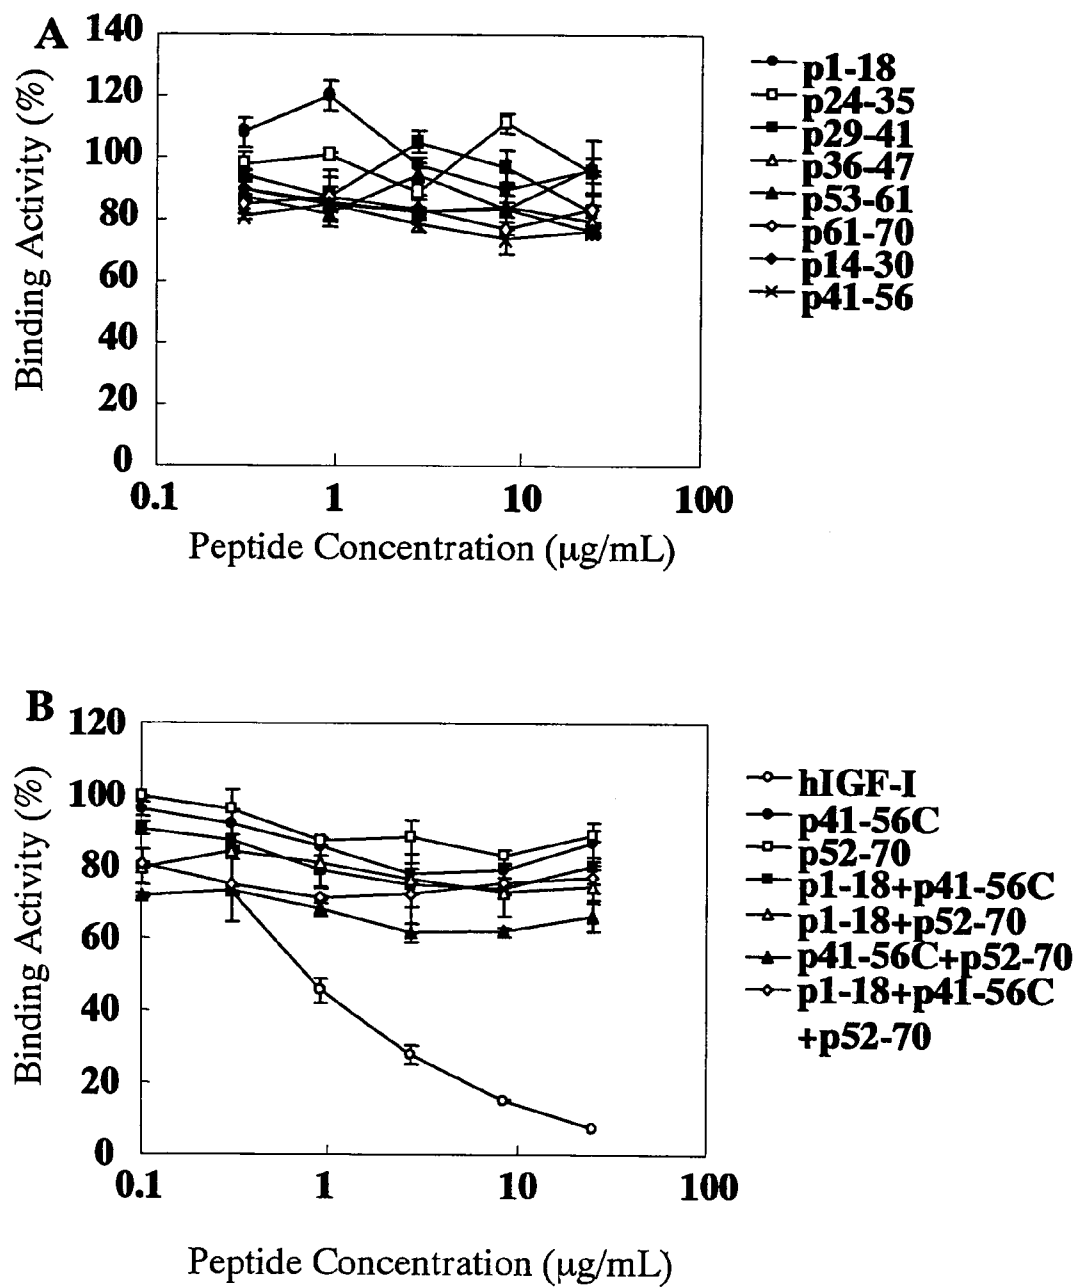 A
140
120
100
80
60
40
20
0
0.1 1 10 100
Binding Activity (%)
Peptide Concentration (μg/mL)
p1-18
p24-35
p29-41
p36-47
p53-61
p61-70
p14-30
p41-56
B
120
100
80
60
40
20
0
0.1 1 10 100
Binding Activity (%)
Peptide Concentration (μg/mL)
hIGF-I
p41-56C
p52-70
p1-18+p41-56C
p1-18+p52-70
p41-56C+p52-70
p1-18+p41-56C
+p52-70